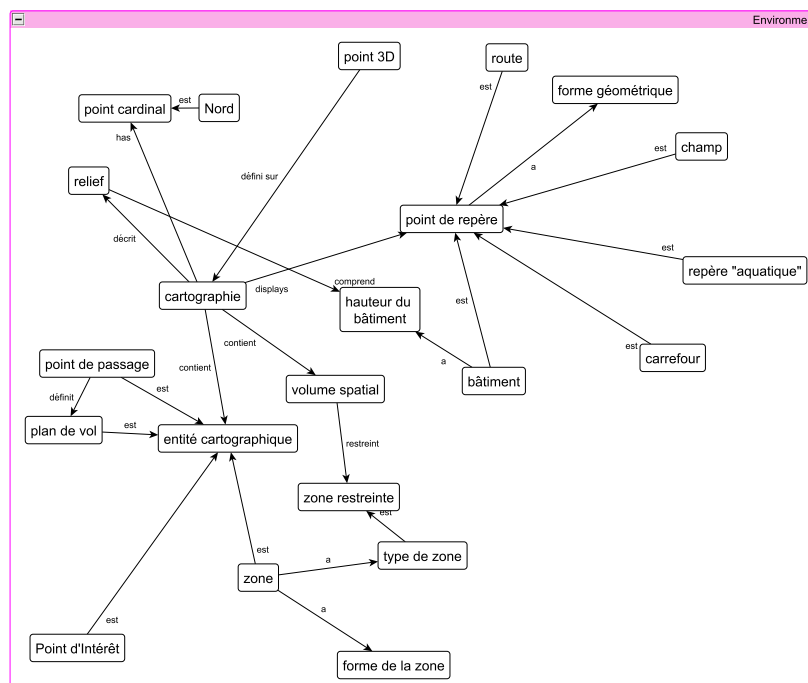 Environme
point 3D
route
forme géométrique
point cardinal
est
Nord
est
has
a
est
champ
relief
défini sur
point de repère
décrit
est
repère "aquatique"
cartographie
displays
comprend
hauteur du
bâtiment
est
contient
contient
a
est
carrefour
point de passage
volume spatial
bâtiment
définit
est
plan de vol
est
entité cartographique
restreint
zone restreinte
est
type de zone
est
a
zone
a
est
Point d'Intérêt
forme de la zone